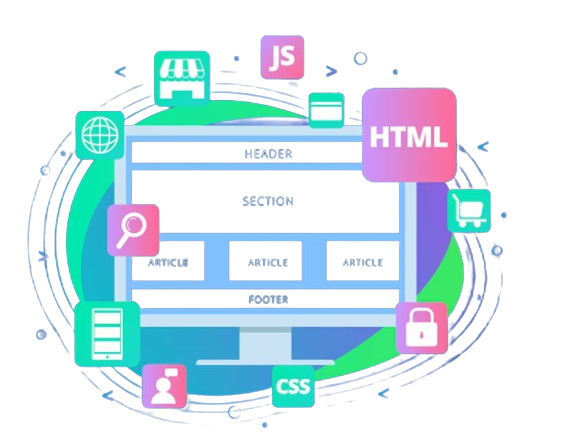 JS
HTML
HEADER
SECTION
ARTICLE ARTICLE ARTICLE
FOOTER
CSS